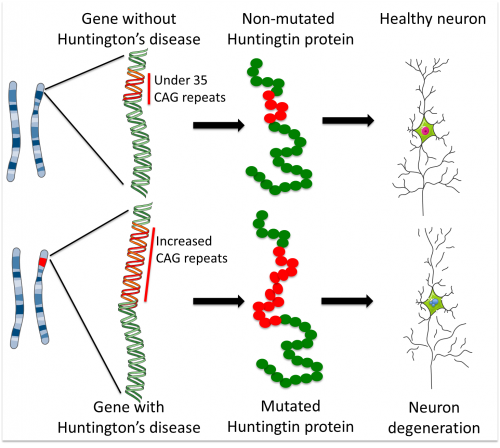 Gene without
Huntington's disease
Non-mutated
Huntingtin protein
Healthy neuron
Under 35
CAG repeats
Increased
CAG repeats
Gene with
Huntington's disease
Mutated
Huntingtin protein
Neuron
degeneration